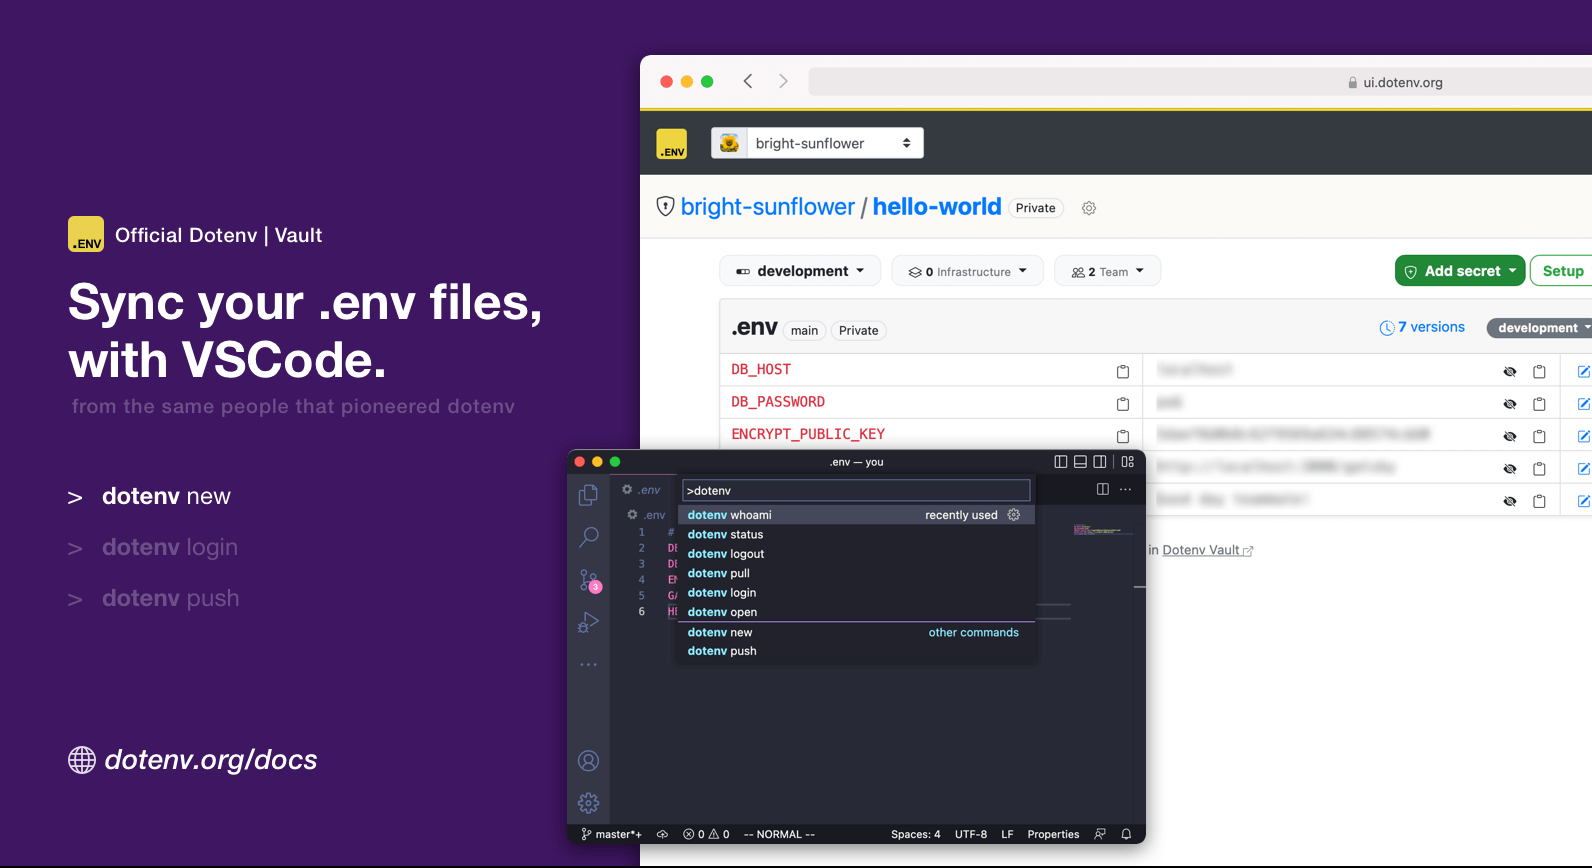 .ENV
Official Dotenv | Vault
Sync your .env files,
with VSCode.
from the same people that pioneered dotenv
> dotenv new
> dotenv login
> dotenv push
dotenv.org/docs
ui.dotenv.org
.ENV
bright-sunflower
bright-sunflower / hello-world Private
development
0 Infrastructure
2 Team
Add secret
Setup
.env main Private
7 versions
development
DB_HOST
DB_PASSWORD
ENCRYPT_PUBLIC_KEY
in Dotenv Vault
.env — you
.env
>dotenv
.env
dotenv whoami recently used
dotenv status
dotenv logout
dotenv pull
dotenv login
dotenv open
dotenv new other commands
dotenv push
1 #
2 DB
3 DB
4 EN
5 GA
6 HE
3
master*+ 0 0 -- NORMAL -- Spaces: 4 UTF-8 LF Properties